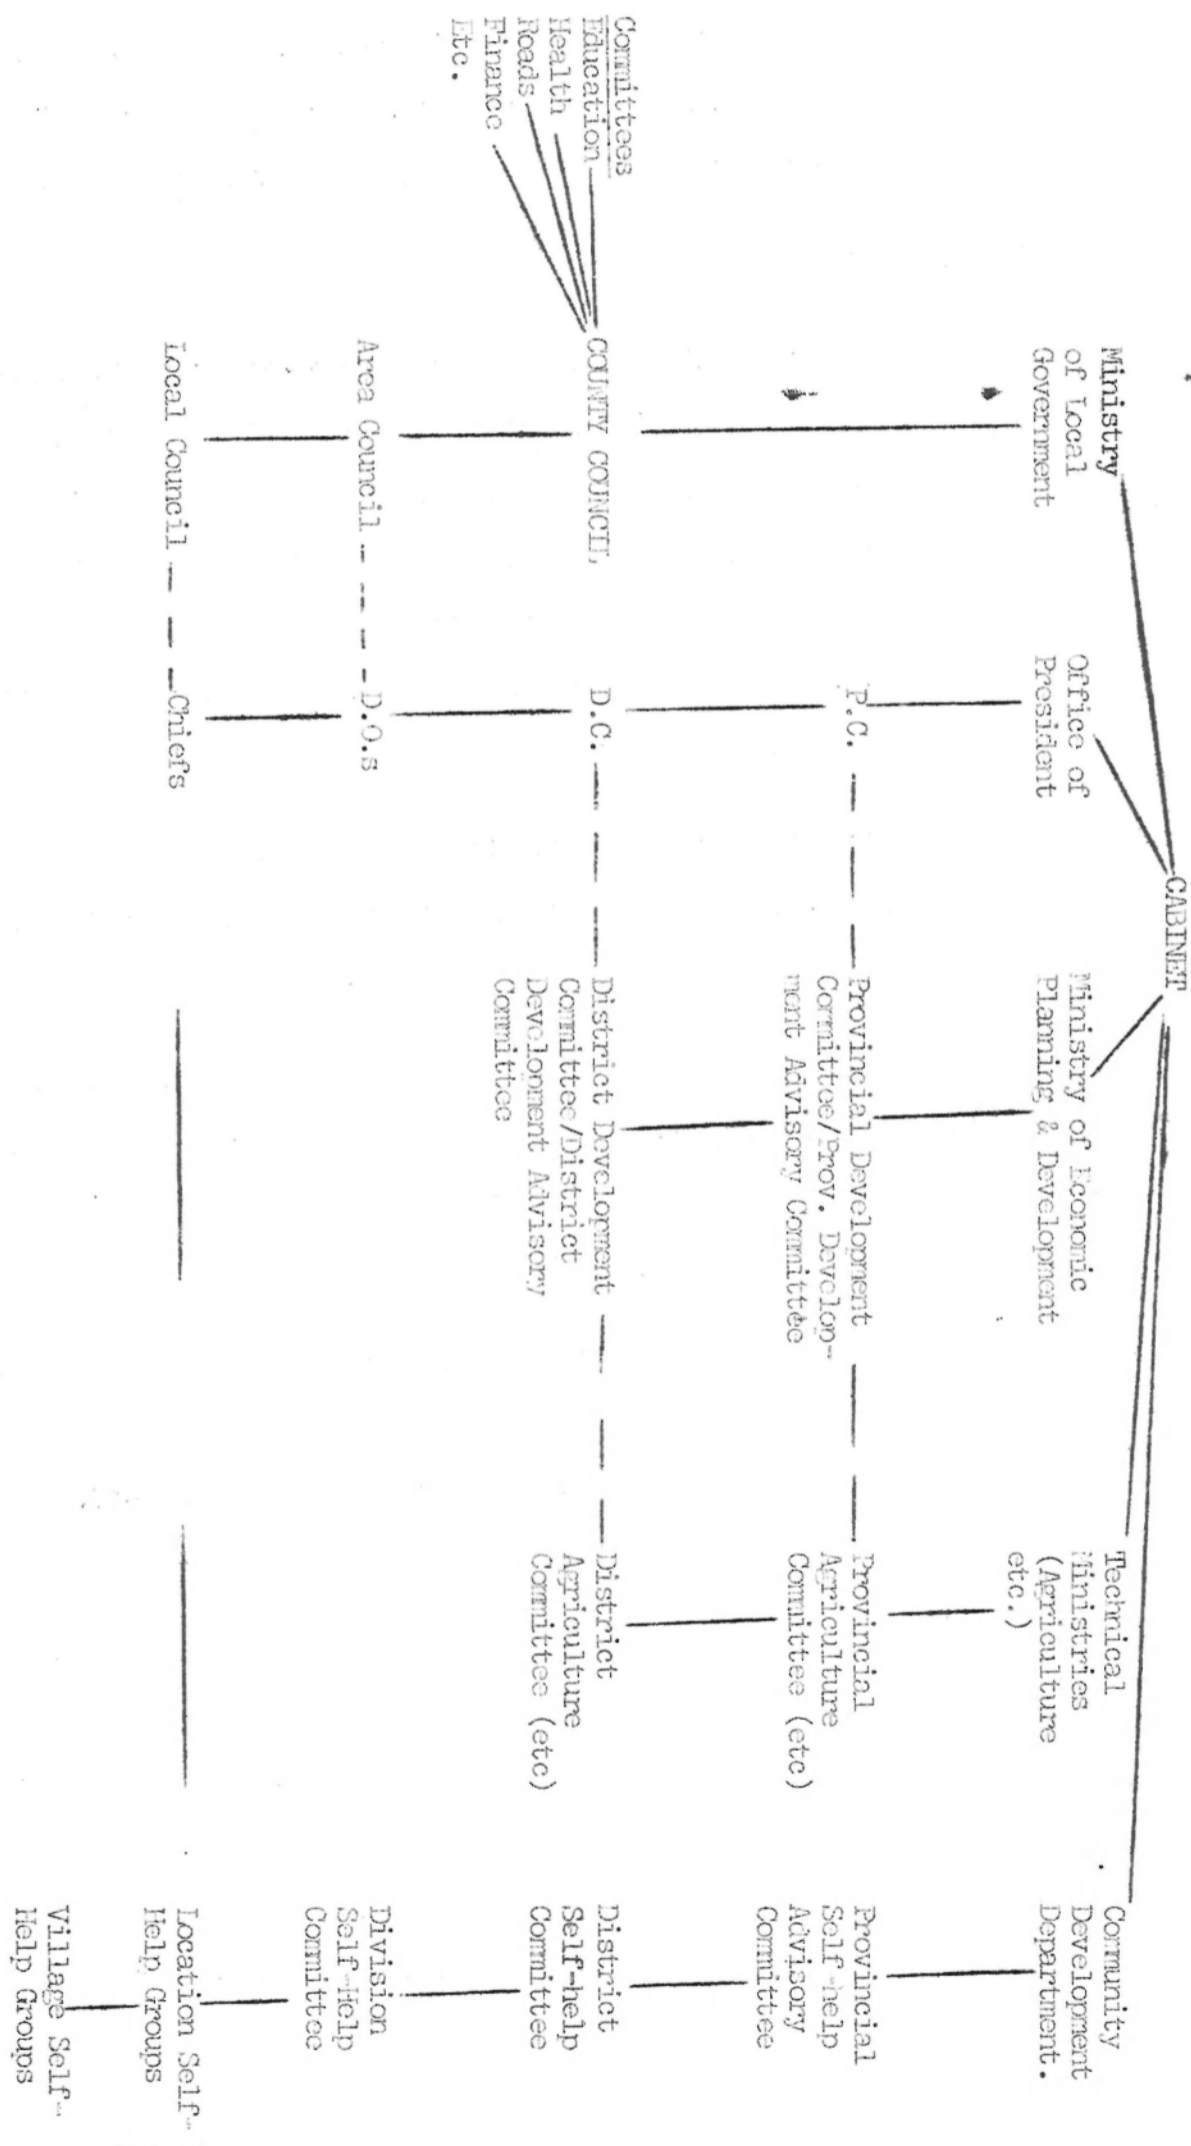 CABINET
Ministry
of Local
Government
Office of
President
Ministry of Economic
Planning & Development
Technical
Ministries
(Agriculture
etc.)
Community
Development
Department.
P.C.
Provincial Development
Committee/Prov. Develop-
ment Advisory Committee
Provincial
Agriculture
Committee (etc)
Provincial
Self-help
Advisory
Committee
Committees
Education
Health
Roads
Finance
Etc.
COUNTY COUNCIL
D.C.
District Development
Committee/District
Development Advisory
Committee
District
Agriculture
Committee (etc)
District
Self-help
Committee
Area Council
D.O.s
Division
Self-Help
Committee
Local Council
Chiefs
Location Self-
Help Groups
Village Self-
Help Groups